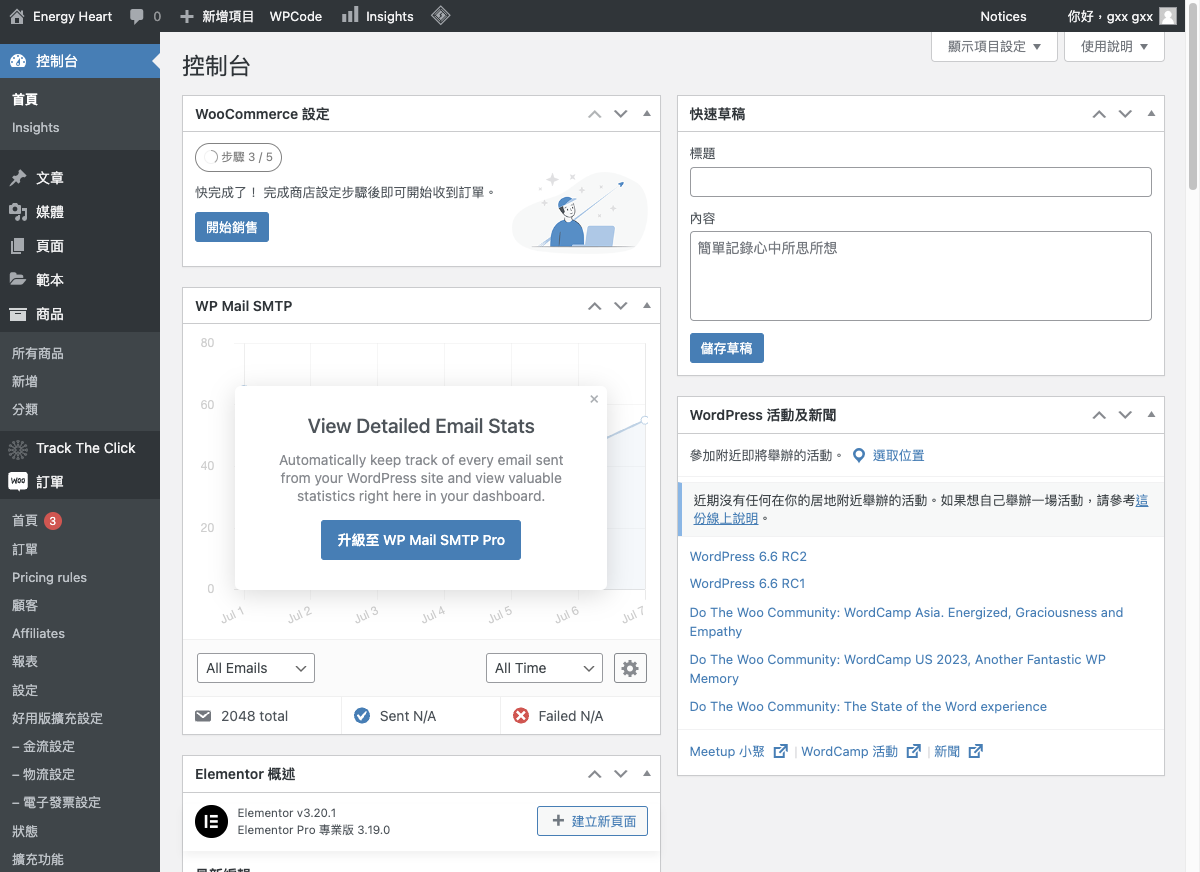 Energy Heart
0
新增項目
WPCode
Insights
Notices
你好，gxx gxx
控制台
首頁
Insights
文章
媒體
頁面
範本
商品
所有商品
新增
分類
Track The Click
訂單
首頁 3
訂單
Pricing rules
顧客
Affiliates
報表
設定
好用版擴充設定
– 金流設定
– 物流設定
– 電子發票設定
狀態
擴充功能
控制台
顯示項目設定
使用說明
WooCommerce 設定
步驟 3 / 5
快完成了！ 完成商店設定步驟後即可開始收到訂單。
開始銷售
WP Mail SMTP
80
60
40
20
0
Jul 1
Jul 2
Jul 3
Jul 4
Jul 5
Jul 6
Jul 7
×
View Detailed Email Stats
Automatically keep track of every email sent
from your WordPress site and view valuable
statistics right here in your dashboard.
升級至 WP Mail SMTP Pro
All Emails
All Time
2048 total
Sent N/A
Failed N/A
Elementor 概述
Elementor v3.20.1
Elementor Pro 專業版 3.19.0
建立新頁面
快速草稿
標題
內容
簡單記錄心中所思所想
儲存草稿
WordPress 活動及新聞
參加附近即將舉辦的活動。 選取位置
近期沒有任何在你的居地附近舉辦的活動。如果想自己舉辦一場活動，請參考這
份線上說明。
WordPress 6.6 RC2
WordPress 6.6 RC1
Do The Woo Community: WordCamp Asia. Energized, Graciousness and
Empathy
Do The Woo Community: WordCamp US 2023, Another Fantastic WP
Memory
Do The Woo Community: The State of the Word experience
Meetup 小聚 | WordCamp 活動 | 新聞